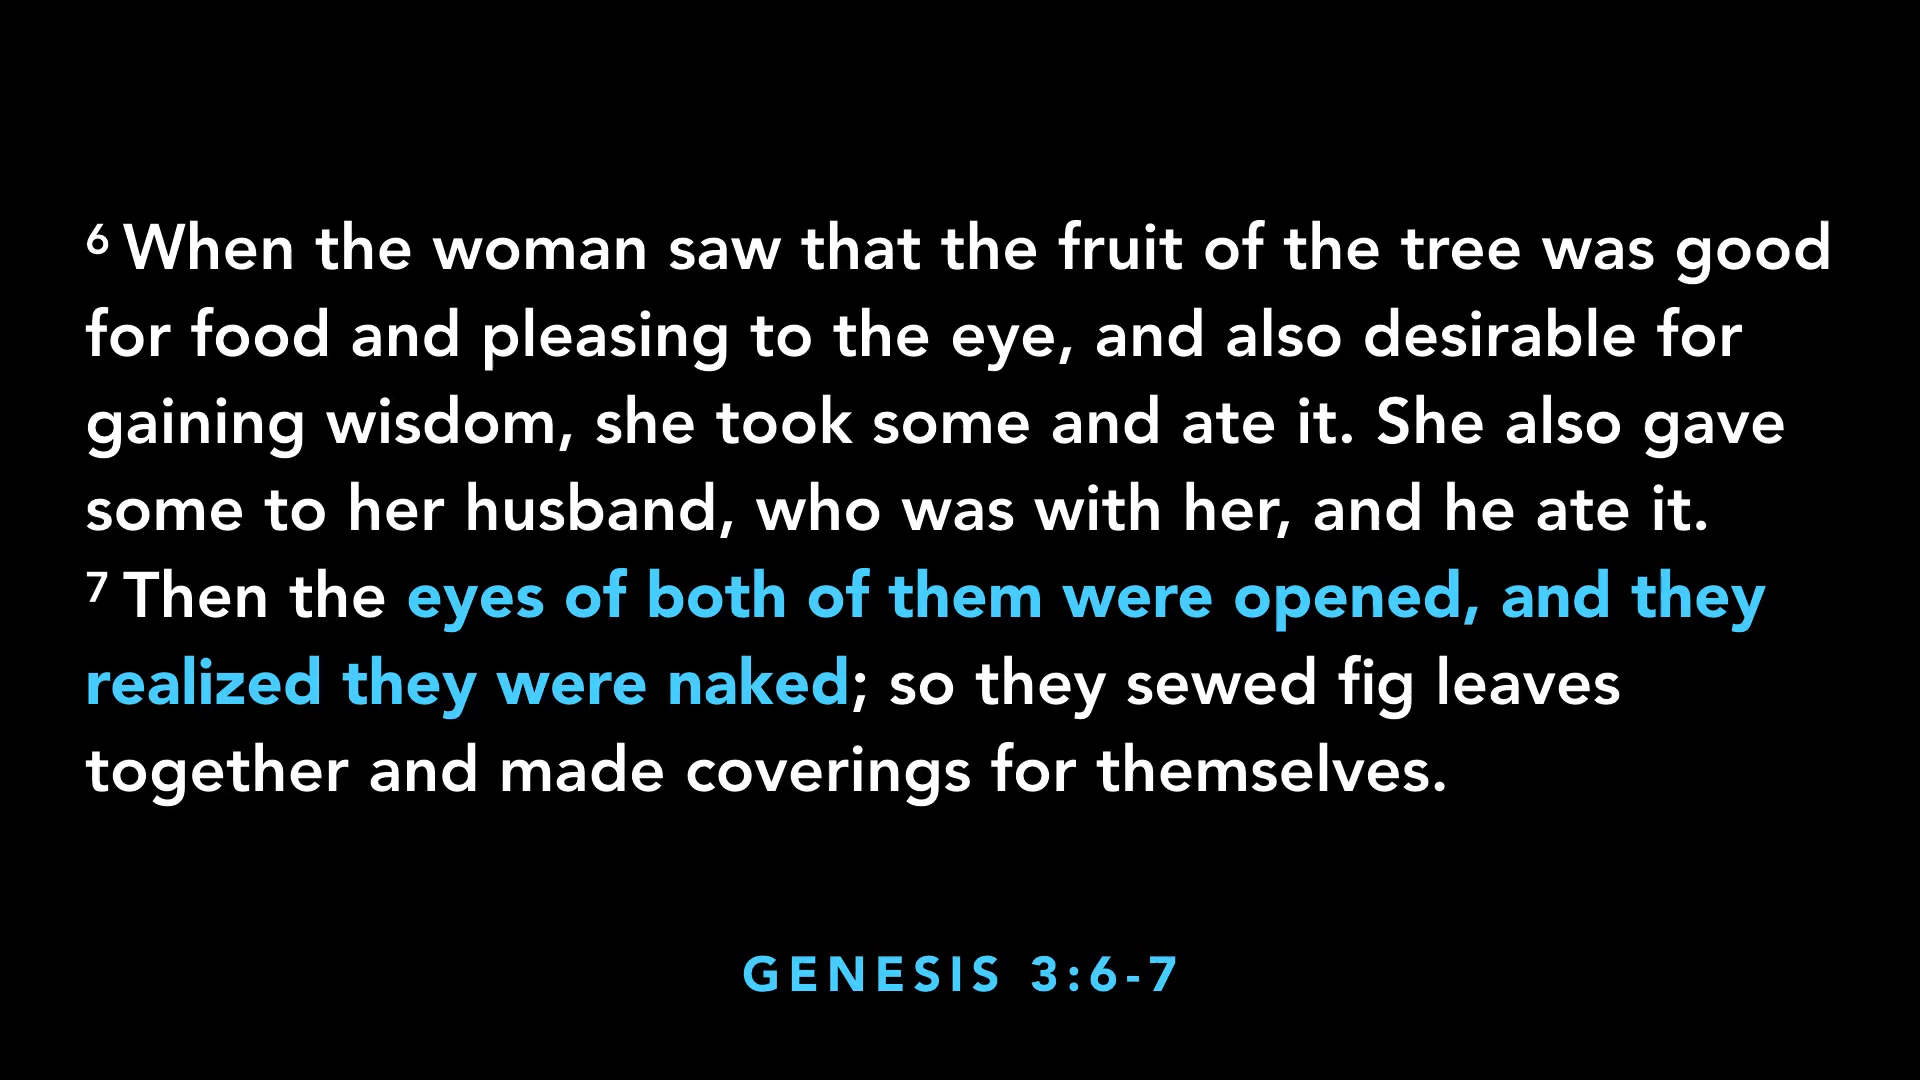 ⁶ When the woman saw that the fruit of the tree was good
for food and pleasing to the eye, and also desirable for
gaining wisdom, she took some and ate it. She also gave
some to her husband, who was with her, and he ate it.
⁷ Then the eyes of both of them were opened, and they
realized they were naked; so they sewed fig leaves
together and made coverings for themselves.
GENESIS 3:6-7